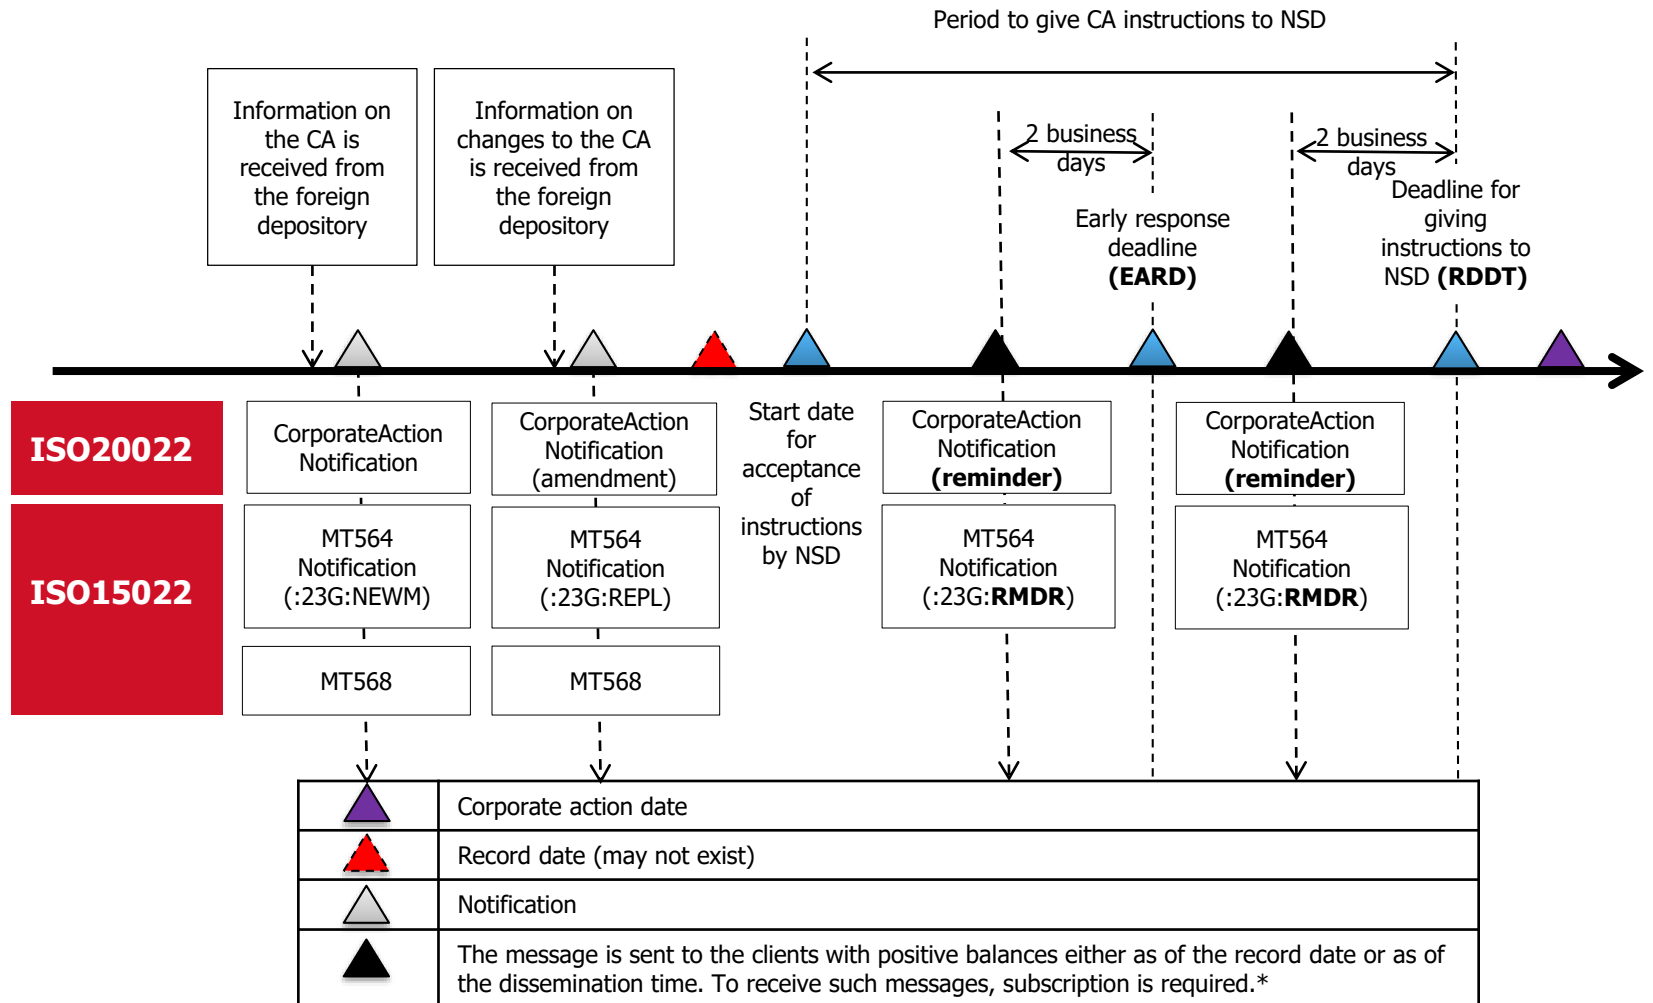 Period to give CA instructions to NSD
Information on
the CA is
received from
the foreign
depository
Information on
changes to the CA
is received from
the foreign
depository
2 business
days
2 business
days
Early response
deadline
(EARD)
Deadline for
giving
instructions to
NSD (RDDT)
ISO20022
CorporateAction
Notification
CorporateAction
Notification
(amendment)
Start date
for
acceptance
of
instructions
by NSD
CorporateAction
Notification
(reminder)
CorporateAction
Notification
(reminder)
ISO15022
MT564
Notification
(:23G:NEWM)
MT564
Notification
(:23G:REPL)
MT564
Notification
(:23G:RMDR)
MT564
Notification
(:23G:RMDR)
MT568
MT568
Corporate action date
Record date (may not exist)
Notification
The message is sent to the clients with positive balances either as of the record date or as of
the dissemination time. To receive such messages, subscription is required.*